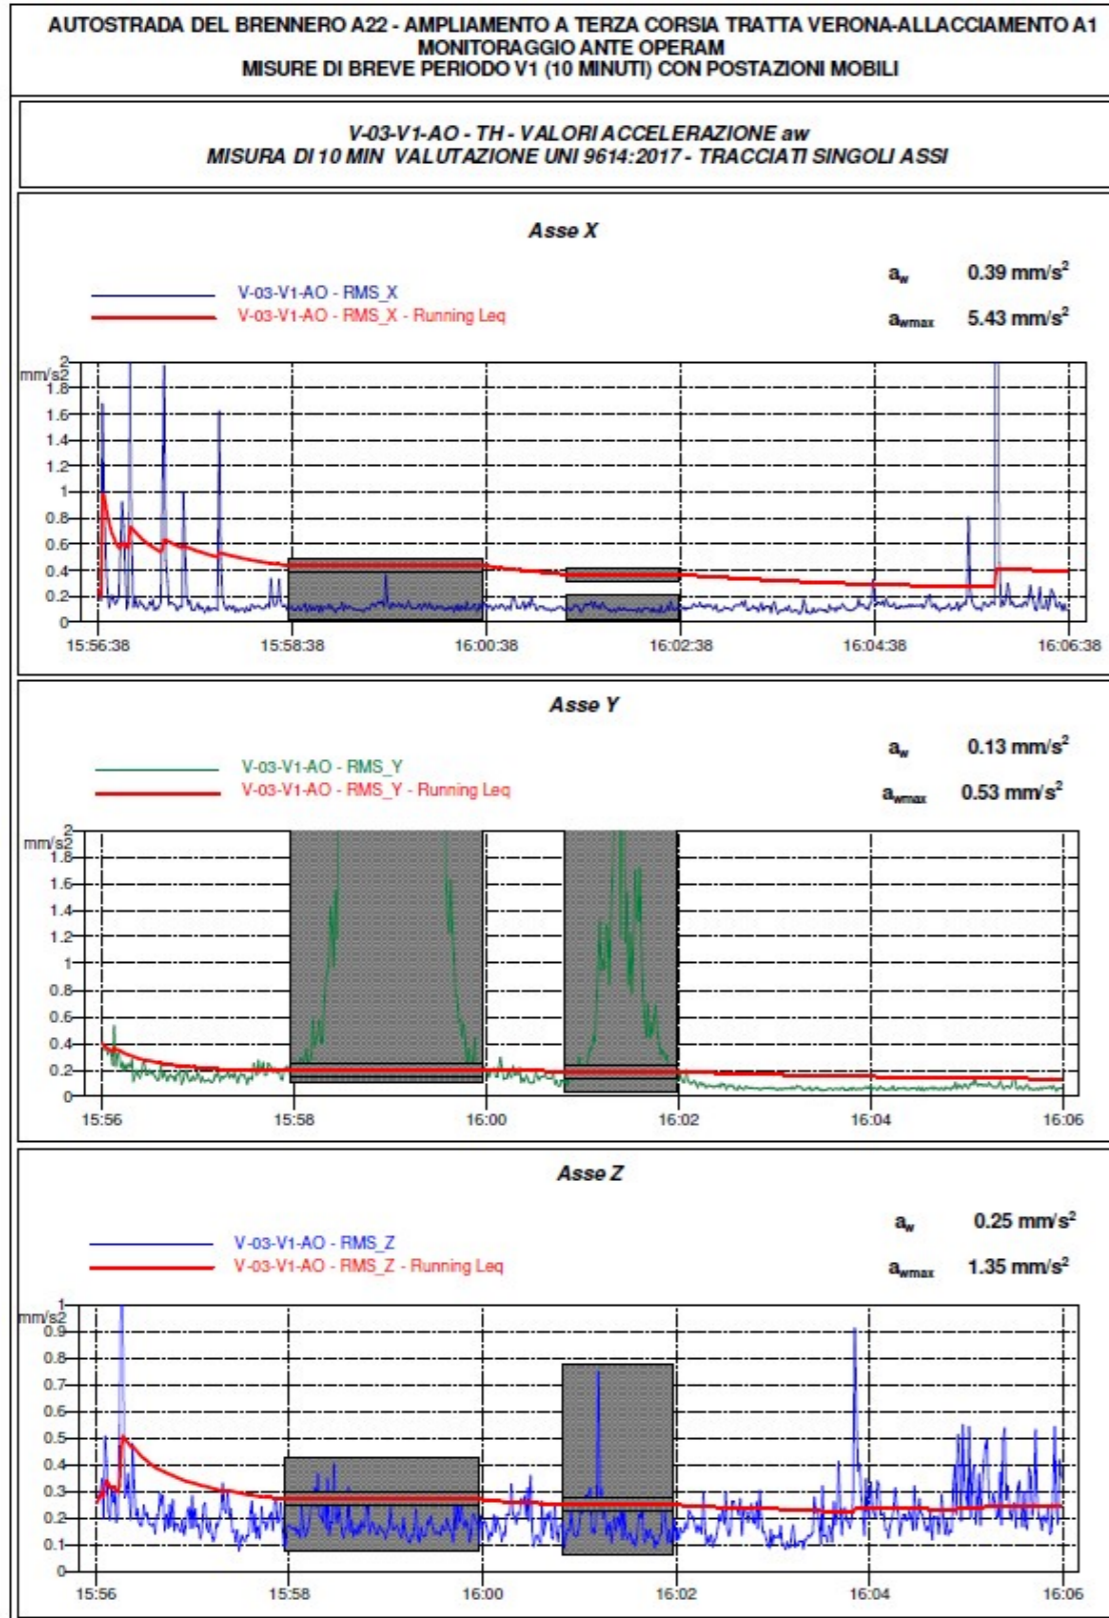 AUTOSTRADA DEL BRENNERO A22 - AMPLIAMENTO A TERZA CORSIA TRATTA VERONA-ALLACCIAMENTO A1
MONITORAGGIO ANTE OPERAM
MISURE DI BREVE PERIODO V1 (10 MINUTI) CON POSTAZIONI MOBILI
V-03-V1-AO - TH - VALORI ACCELERAZIONE aw
MISURA DI 10 MIN VALUTAZIONE UNI 9614:2017 - TRACCIATI SINGOLI ASSI
Asse X
aw 0.39 mm/s²
V-03-V1-AO - RMS_X
V-03-V1-AO - RMS_X - Running Leq
awmax 5.43 mm/s²
2
mm/s2
1.8
1.6
1.4
1.2
1
0.8
0.6
0.4
0.2
0
15:56:38 15:58:38 16:00:38 16:02:38 16:04:38 16:06:38
Asse Y
aw 0.13 mm/s²
V-03-V1-AO - RMS_Y
V-03-V1-AO - RMS_Y - Running Leq
awmax 0.53 mm/s²
2
mm/s2
1.8
1.6
1.4
1.2
1
0.8
0.6
0.4
0.2
0
15:56 15:58 16:00 16:02 16:04 16:06
Asse Z
aw 0.25 mm/s²
V-03-V1-AO - RMS_Z
V-03-V1-AO - RMS_Z - Running Leq
awmax 1.35 mm/s²
1
mm/s2
0.9
0.8
0.7
0.6
0.5
0.4
0.3
0.2
0.1
0
15:56 15:58 16:00 16:02 16:04 16:06